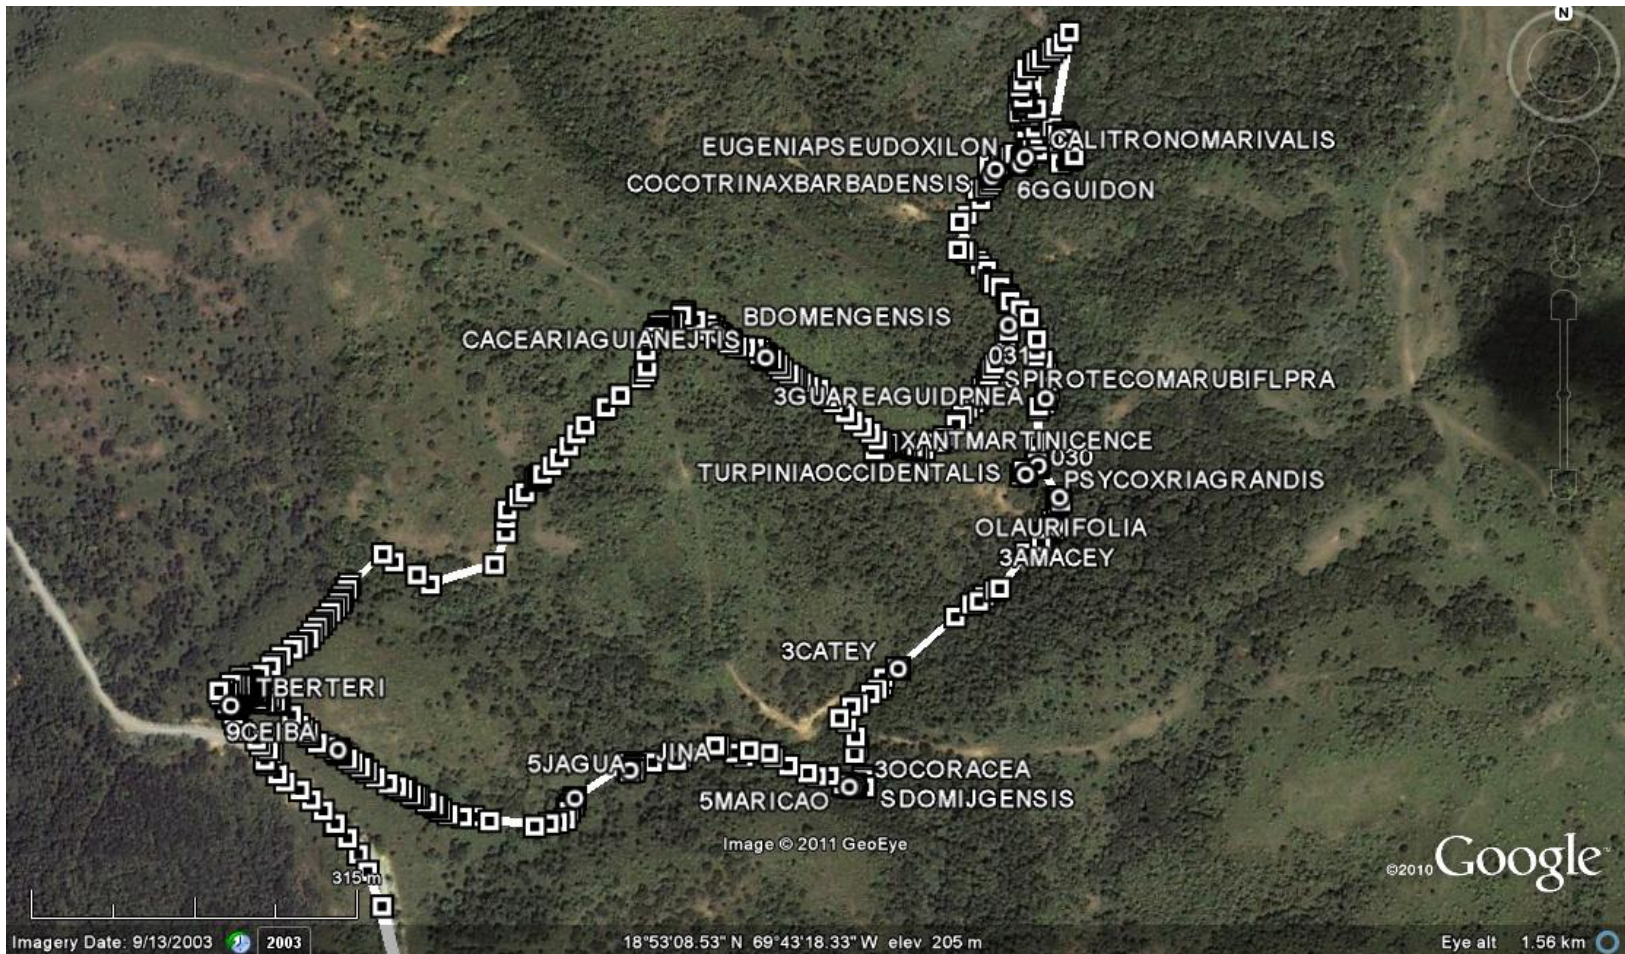 N
EUGENIAPSEUDOXILON
CALITRONOMARIVALIS
COCOTRINAXBARBADENSIS
6GGUIDON
BDOMENGENSIS
CACEARIAGUIANEJTIS
031
SPIROTECOMARUBIFLPRA
3GUAREAGUIDPNEA
1XANTMARTINICENCE
030
TURPINIAOCCIDENTALIS
PSYCOXRIAGRANDIS
OLAURIFOLIA
3AMACEY
3CATEY
TBERTERI
9CEIBA
JINA
5JAGUA
3OCORACEA
5MARICAO
SDOMIJGENSIS
Image © 2011 GeoEye
©2010 Google™
315 m
Imagery Date: 9/13/2003 2003 18°53'08.53" N 69°43'18.33" W elev 205 m Eye alt 1.56 km